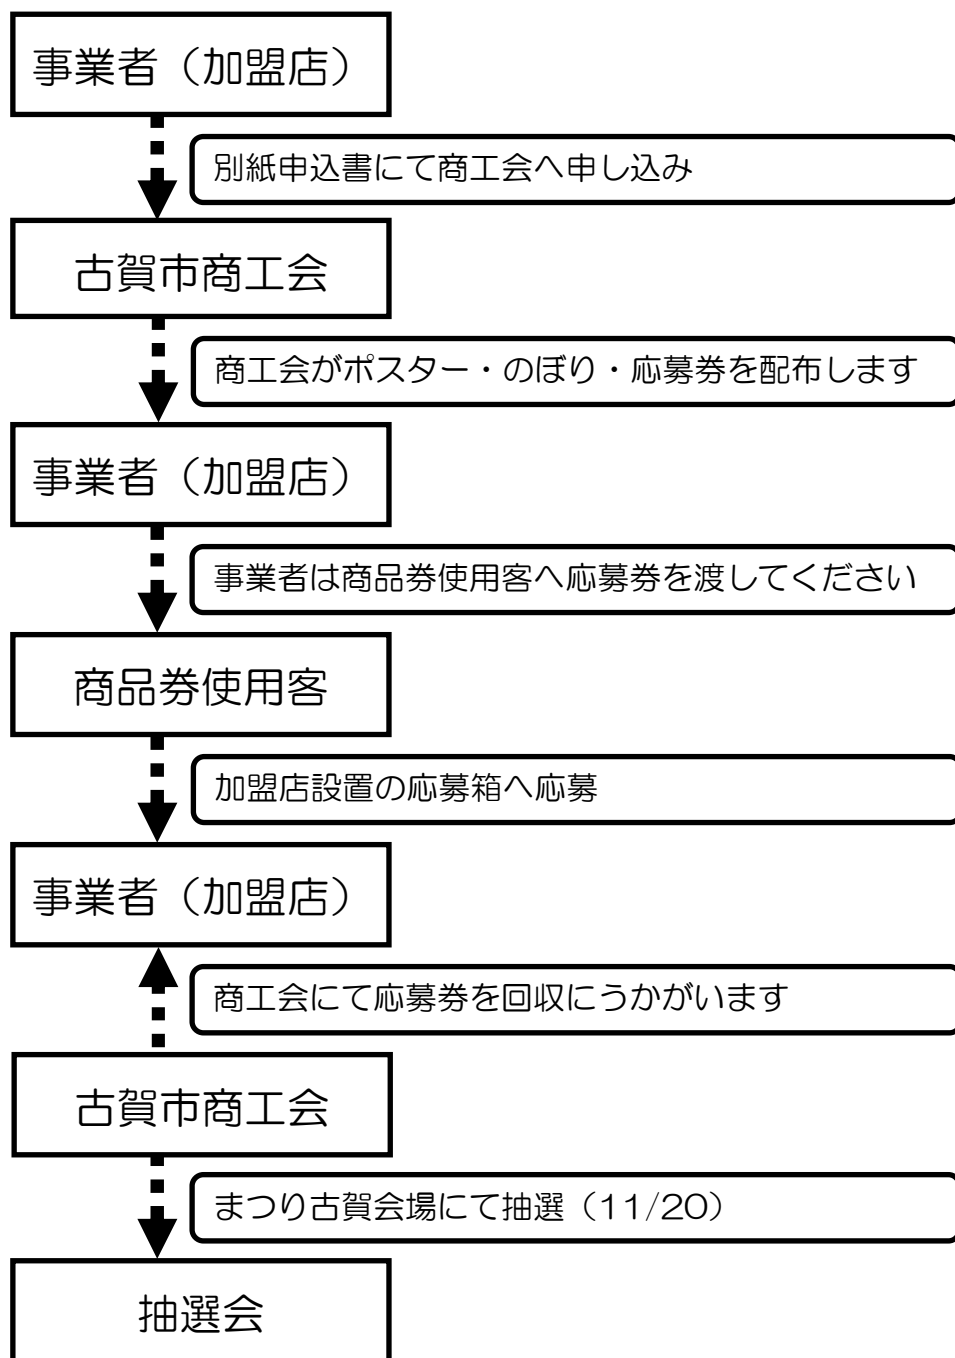 事業者（加盟店）
別紙申込書にて商工会へ申し込み
古賀市商工会
商工会がポスター・のぼり・応募券を配布します
事業者（加盟店）
事業者は商品券使用客へ応募券を渡してください
商品券使用客
加盟店設置の応募箱へ応募
事業者（加盟店）
商工会にて応募券を回収にうかがいます
古賀市商工会
まつり古賀会場にて抽選（11/20）
抽選会